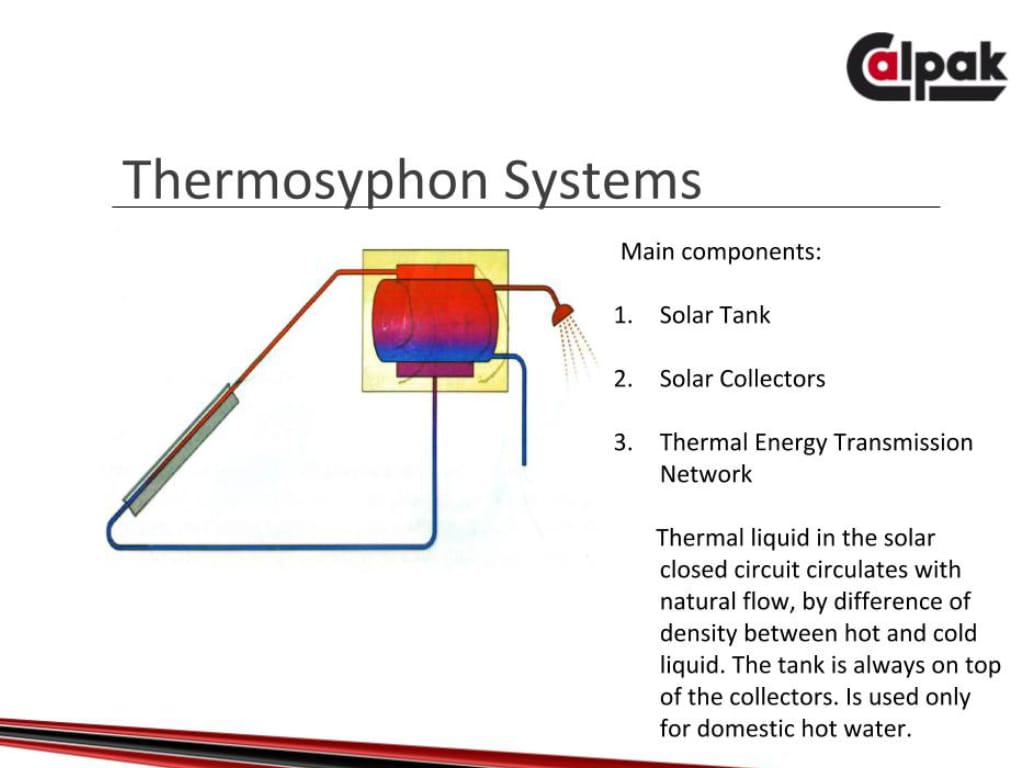 Calpak
Thermosyphon Systems
Main components:
1. Solar Tank
2. Solar Collectors
3. Thermal Energy Transmission
Network
Thermal liquid in the solar
closed circuit circulates with
natural flow, by difference of
density between hot and cold
liquid. The tank is always on top
of the collectors. Is used only
for domestic hot water.